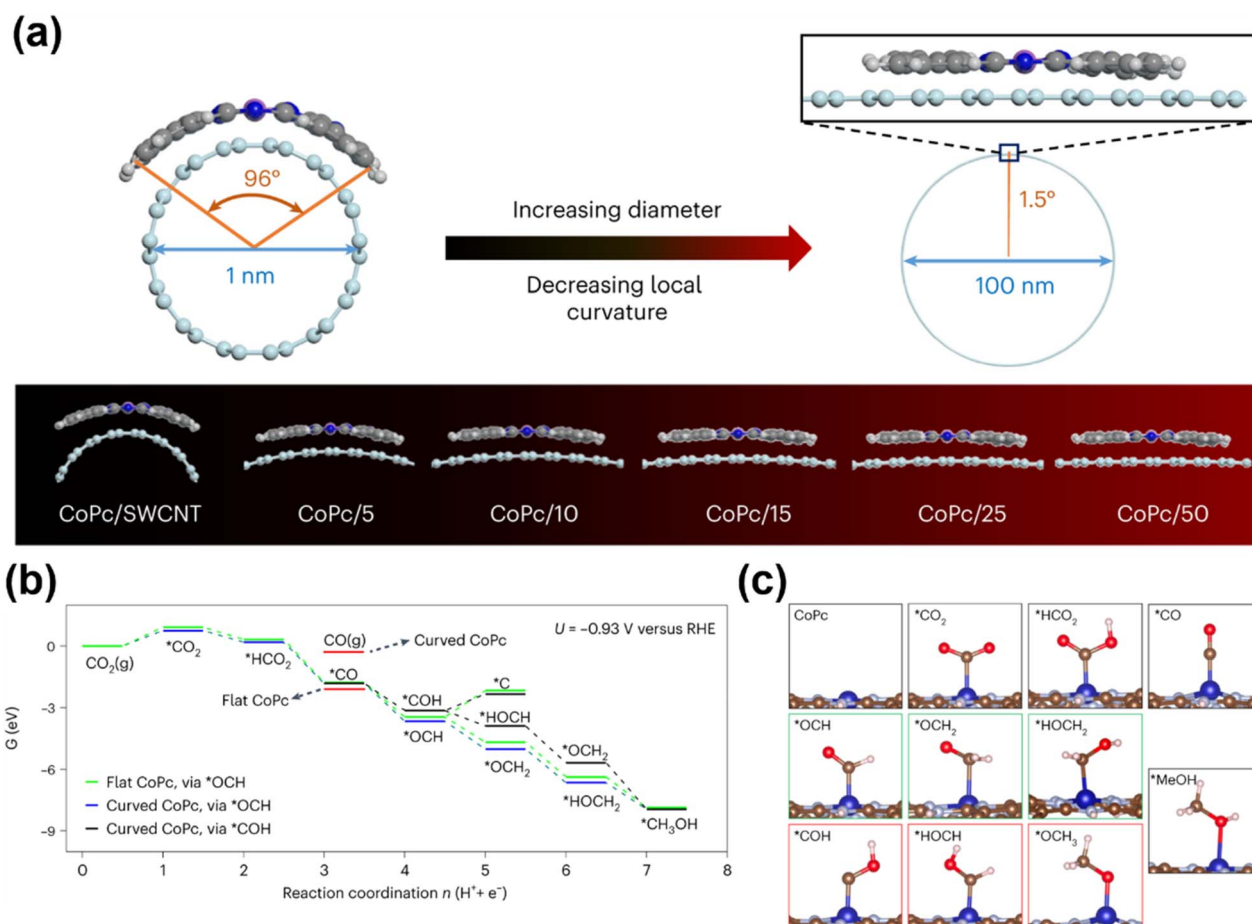 (a)
96°
1 nm
Increasing diameter
Decreasing local
curvature
1.5°
100 nm
CoPc/SWCNT
CoPc/5
CoPc/10
CoPc/15
CoPc/25
CoPc/50
(b)
G (eV)
0
−3
−6
−9
U = −0.93 V versus RHE
CO₂(g)
*CO₂
*HCO₂
CO(g)
Curved CoPc
*CO
Flat CoPc
*COH
*OCH
*C
*HOCH
*OCH₂
*OCH₂
*HOCH₂
*CH₃OH
Flat CoPc, via *OCH
Curved CoPc, via *OCH
Curved CoPc, via *COH
0 1 2 3 4 5 6 7 8
Reaction coordination n (H⁺+ e⁻)
(c)
CoPc
*CO₂
*HCO₂
*CO
*OCH
*OCH₂
*HOCH₂
*MeOH
*COH
*HOCH
*OCH₃